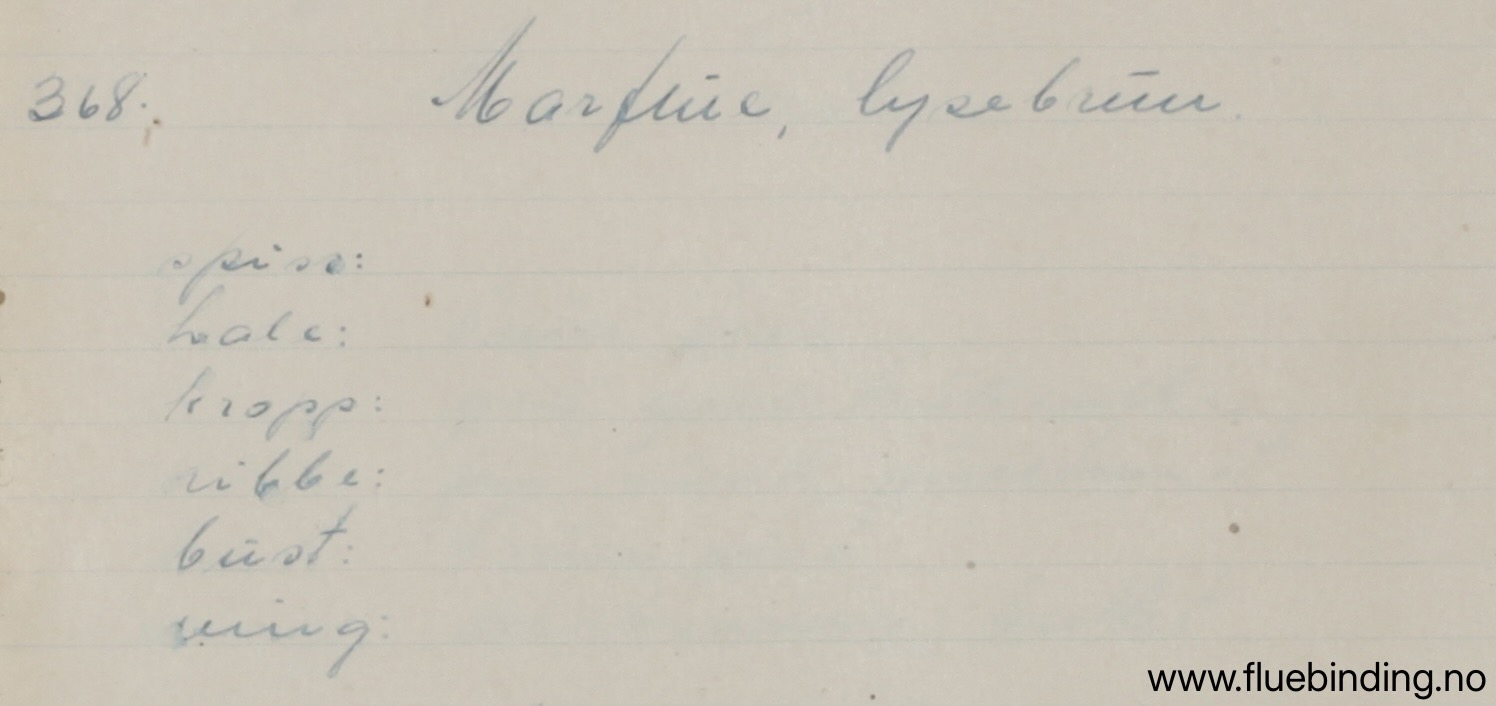 368. Marflue, lysebrun.
spiss:
hale:
kropp:
ribbe:
bust:
ving:
www.fluebinding.no